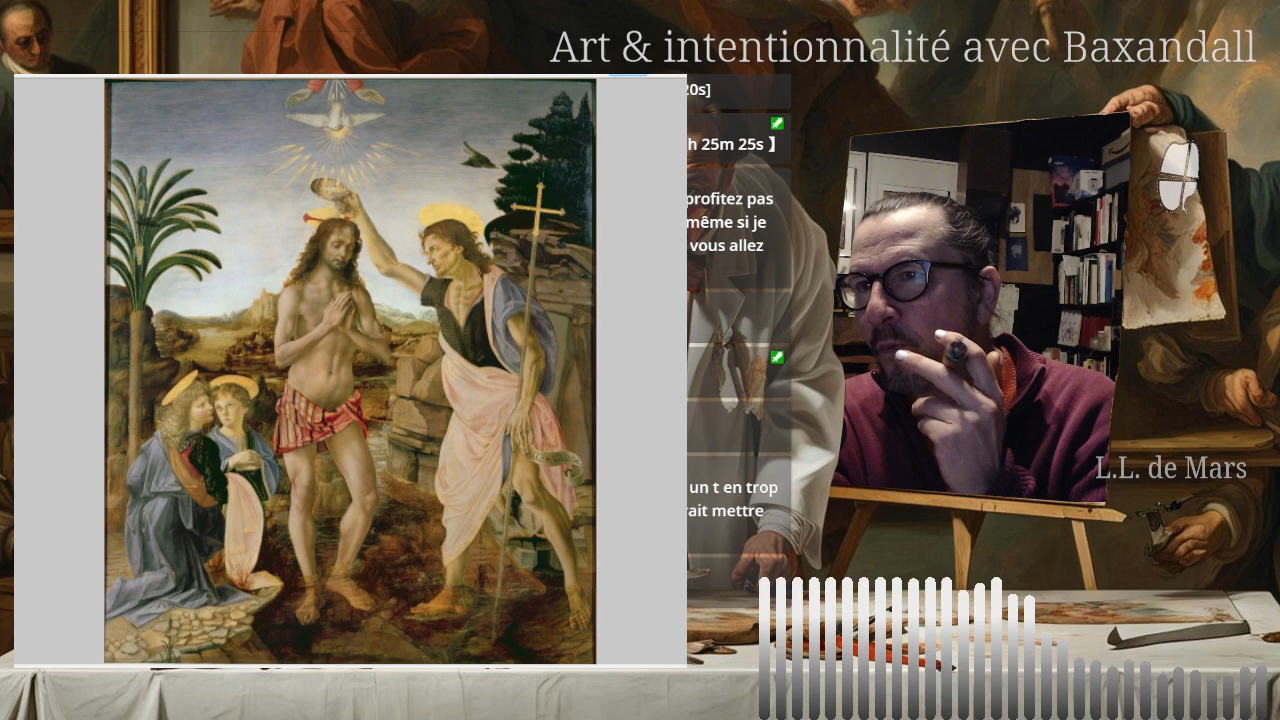 Art & intentionnalité avec Baxandall
20s]
h 25m 25s 】
profitez pas
même si je
vous allez
un t en trop
rait mettre
L.L. de Mars